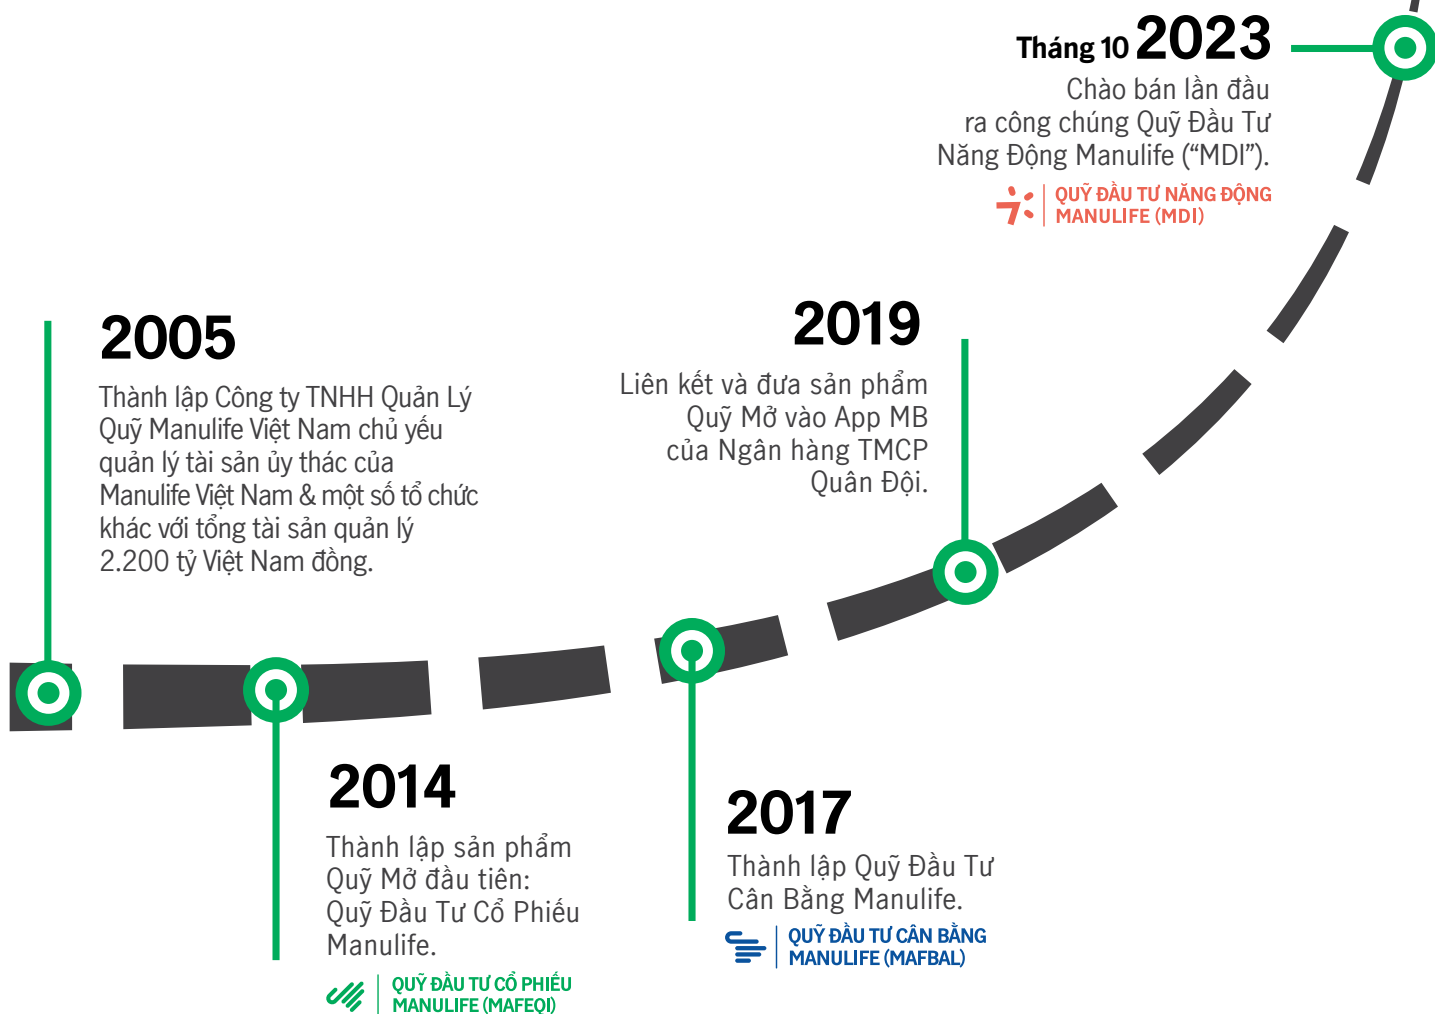 2005
Thành lập Công ty TNHH Quản Lý
Quỹ Manulife Việt Nam chủ yếu
quản lý tài sản ủy thác của
Manulife Việt Nam & một số tổ chức
khác với tổng tài sản quản lý
2.200 tỷ Việt Nam đồng.
2014
Thành lập sản phẩm
Quỹ Mở đầu tiên:
Quỹ Đầu Tư Cổ Phiếu
Manulife.
QUỸ ĐẦU TƯ CỔ PHIẾU
MANULIFE (MAFEQI)
2017
Thành lập Quỹ Đầu Tư
Cân Bằng Manulife.
QUỸ ĐẦU TƯ CÂN BẰNG
MANULIFE (MAFBAL)
2019
Liên kết và đưa sản phẩm
Quỹ Mở vào App MB
của Ngân hàng TMCP
Quân Đội.
Tháng 10 2023
Chào bán lần đầu
ra công chúng Quỹ Đầu Tư
Năng Động Manulife (“MDI”).
QUỸ ĐẦU TƯ NĂNG ĐỘNG
MANULIFE (MDI)